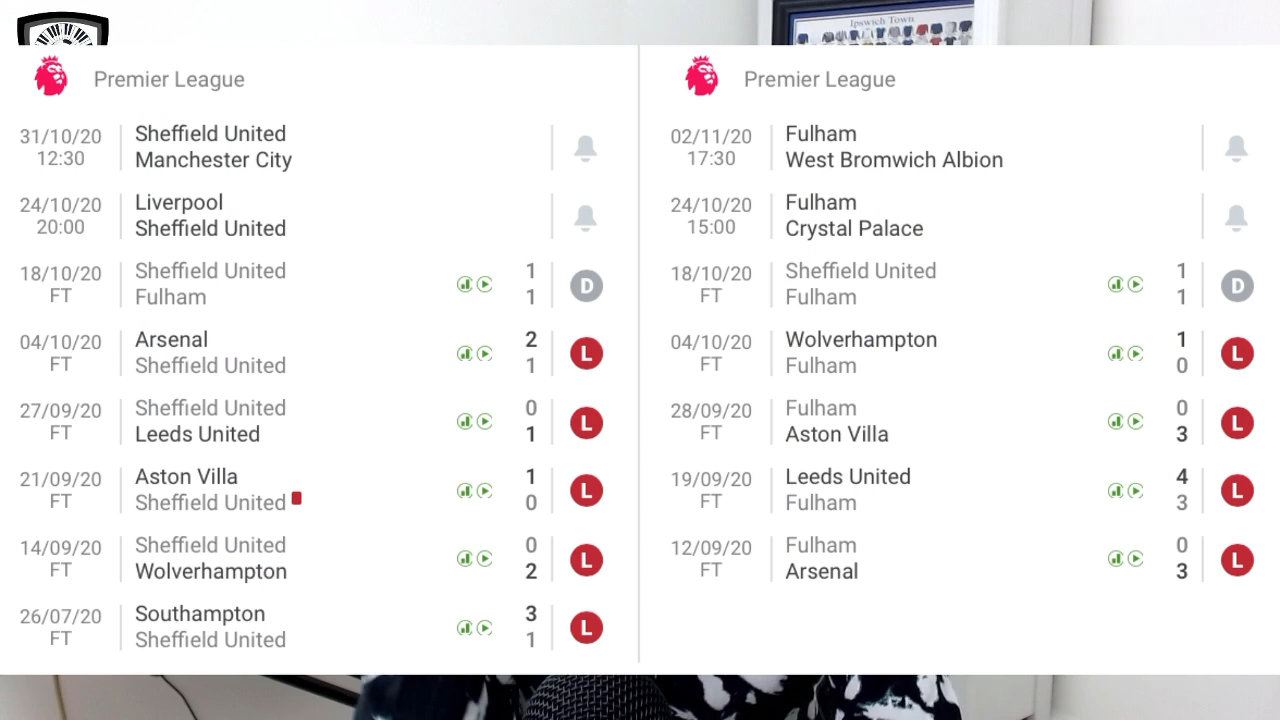 Ipswich Town
Premier League
31/10/20
12:30
Sheffield United
Manchester City
24/10/20
20:00
Liverpool
Sheffield United
18/10/20
FT
Sheffield United
Fulham
1
1
D
04/10/20
FT
Arsenal
Sheffield United
2
1
L
27/09/20
FT
Sheffield United
Leeds United
0
1
L
21/09/20
FT
Aston Villa
Sheffield United
1
0
L
14/09/20
FT
Sheffield United
Wolverhampton
0
2
L
26/07/20
FT
Southampton
Sheffield United
3
1
L
Premier League
02/11/20
17:30
Fulham
West Bromwich Albion
24/10/20
15:00
Fulham
Crystal Palace
18/10/20
FT
Sheffield United
Fulham
1
1
D
04/10/20
FT
Wolverhampton
Fulham
1
0
L
28/09/20
FT
Fulham
Aston Villa
0
3
L
19/09/20
FT
Leeds United
Fulham
4
3
L
12/09/20
FT
Fulham
Arsenal
0
3
L